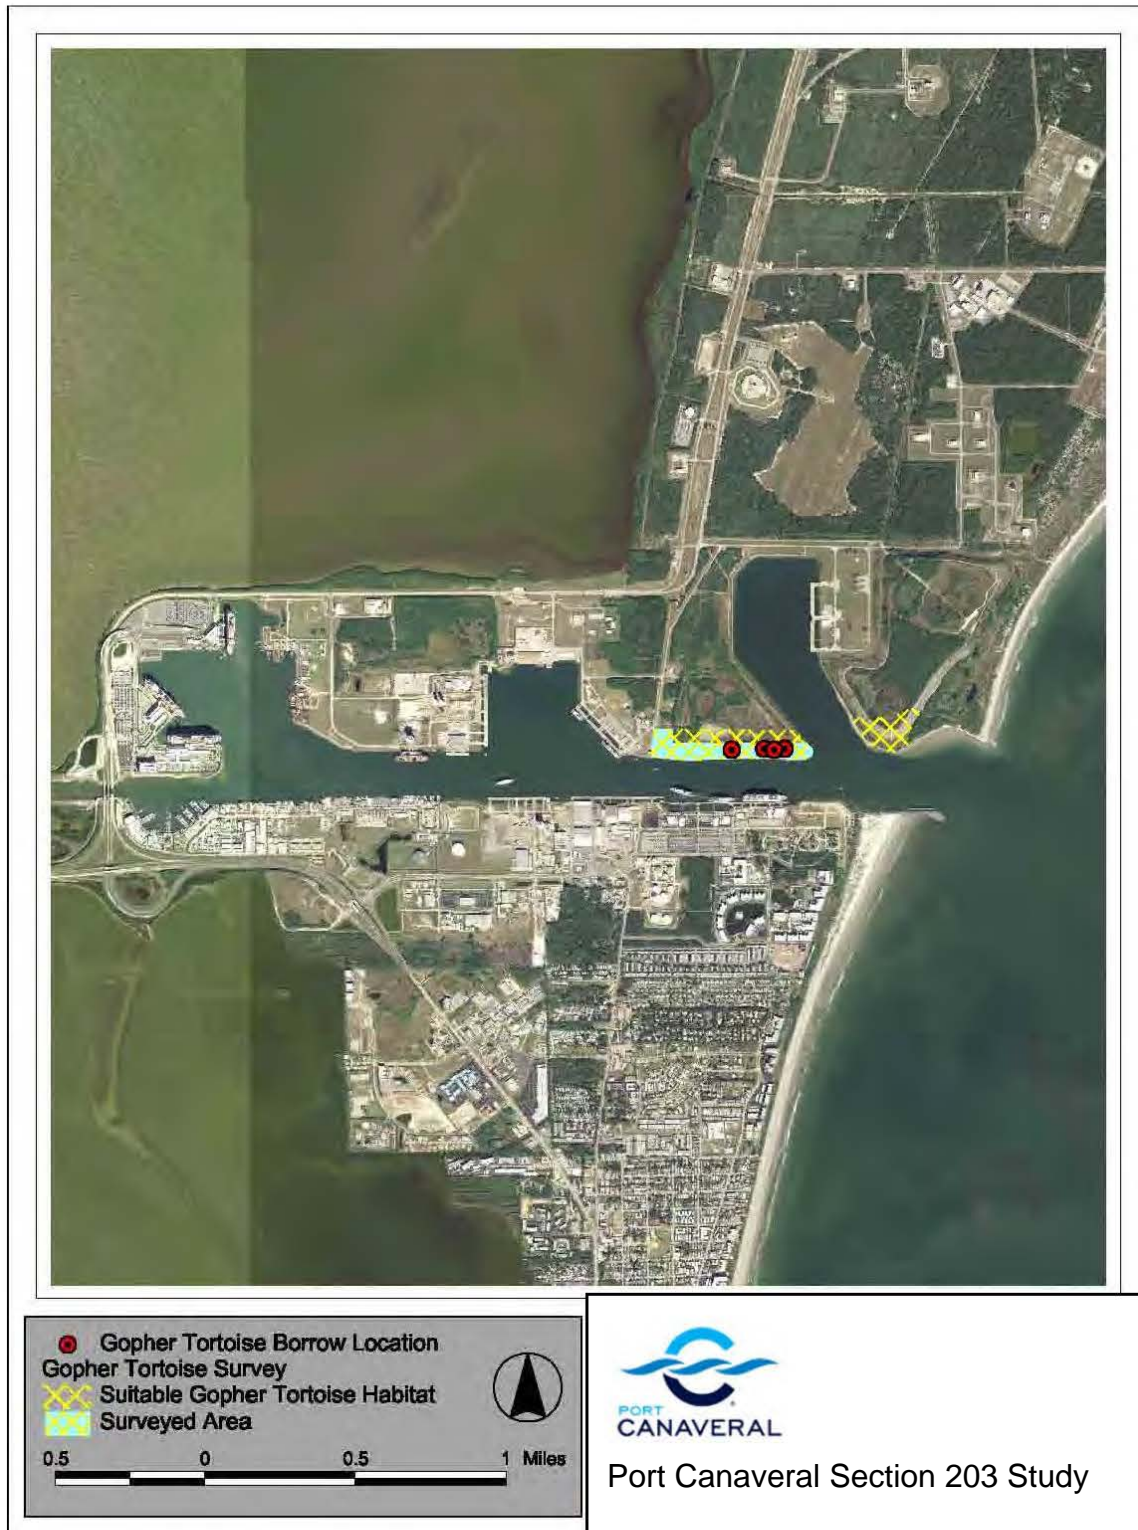 Gopher Tortoise Borrow Location
Gopher Tortoise Survey
Suitable Gopher Tortoise Habitat
Surveyed Area
0.5 0 0.5 1 Miles
PORT
CANAVERAL
Port Canaveral Section 203 Study